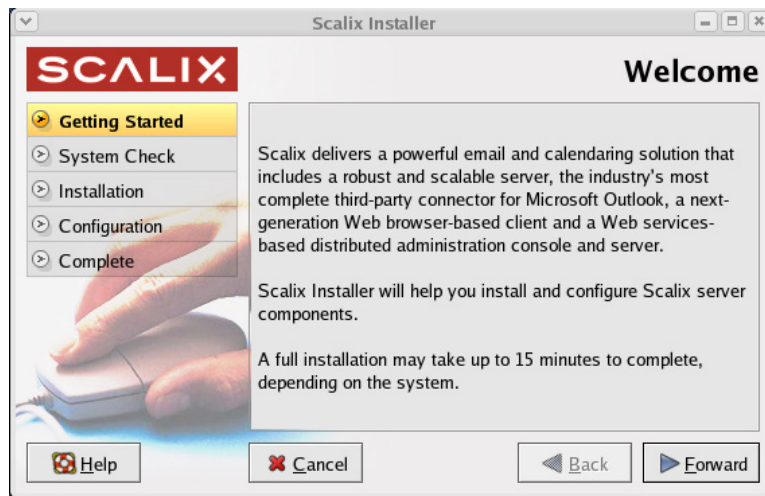 Scalix Installer
SCALIX
Welcome
Getting Started
System Check
Installation
Configuration
Complete
Scalix delivers a powerful email and calendaring solution that
includes a robust and scalable server, the industry's most
complete third-party connector for Microsoft Outlook, a next-
generation Web browser-based client and a Web services-
based distributed administration console and server.
Scalix Installer will help you install and configure Scalix server
components.
A full installation may take up to 15 minutes to complete,
depending on the system.
Help
Cancel
Back
Forward